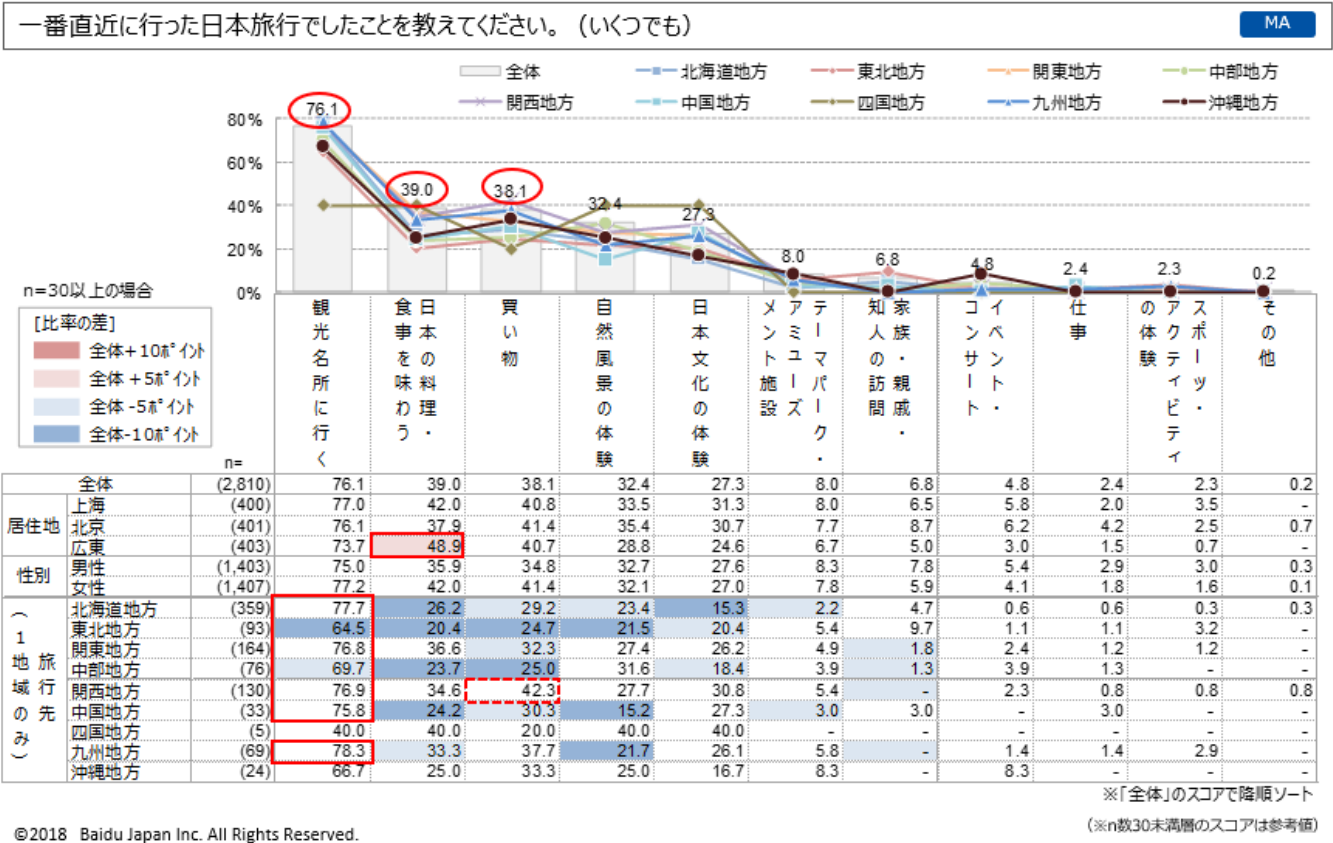 一番直近に行った日本旅行でしたことを教えてください。（いくつでも）
MA
全体
北海道地方
東北地方
関東地方
中部地方
関西地方
中国地方
四国地方
九州地方
沖縄地方
80%
60%
40%
20%
0%
76.1
39.0
38.1
32.4
27.3
8.0
6.8
4.8
2.4
2.3
0.2
n=30以上の場合
[比率の差]
全体+10ﾎﾟｲﾝﾄ
全体 +5ﾎﾟｲﾝﾄ
全体 -5ﾎﾟｲﾝﾄ
全体-10ﾎﾟｲﾝﾄ
n=
観光名所に行く
日本の料理・
食事を味わう
買い物
自然風景の体験
日本文化の体験
テーマパーク・
アミューズ
メント施設
家族・親戚・
知人の訪問
イベント・
コンサート
仕事
スポーツ・
アクティビティ
の体験
その他
全体 (2,810) 76.1 39.0 38.1 32.4 27.3 8.0 6.8 4.8 2.4 2.3 0.2
居住地
上海 (400) 77.0 42.0 40.8 33.5 31.3 8.0 6.5 5.8 2.0 3.5 -
北京 (401) 76.1 37.9 41.4 35.4 30.7 7.7 8.7 6.2 4.2 2.5 0.7
広東 (403) 73.7 48.9 40.7 28.8 24.6 6.7 5.0 3.0 1.5 0.7 -
性別
男性 (1,403) 75.0 35.9 34.8 32.7 27.6 8.3 7.8 5.4 2.9 3.0 0.3
女性 (1,407) 77.2 42.0 41.4 32.1 27.0 7.8 5.9 4.1 1.8 1.6 0.1
旅行先
（1地域のみ）
北海道地方 (359) 77.7 26.2 29.2 23.4 15.3 2.2 4.7 0.6 0.6 0.3 0.3
東北地方 (93) 64.5 20.4 24.7 21.5 20.4 5.4 9.7 1.1 1.1 3.2 -
関東地方 (164) 76.8 36.6 32.3 27.4 26.2 4.9 1.8 2.4 1.2 1.2 -
中部地方 (76) 69.7 23.7 25.0 31.6 18.4 3.9 1.3 3.9 1.3 - -
関西地方 (130) 76.9 34.6 42.3 27.7 30.8 5.4 - 2.3 0.8 0.8 0.8
中国地方 (33) 75.8 24.2 30.3 15.2 27.3 3.0 3.0 - 3.0 - -
四国地方 (5) 40.0 40.0 20.0 40.0 40.0 - - - - - -
九州地方 (69) 78.3 33.3 37.7 21.7 26.1 5.8 - 1.4 1.4 2.9 -
沖縄地方 (24) 66.7 25.0 33.3 25.0 16.7 8.3 - 8.3 - - -
※「全体」のスコアで降順ソート
（※n数30未満層のスコアは参考値）
©2018 Baidu Japan Inc. All Rights Reserved.